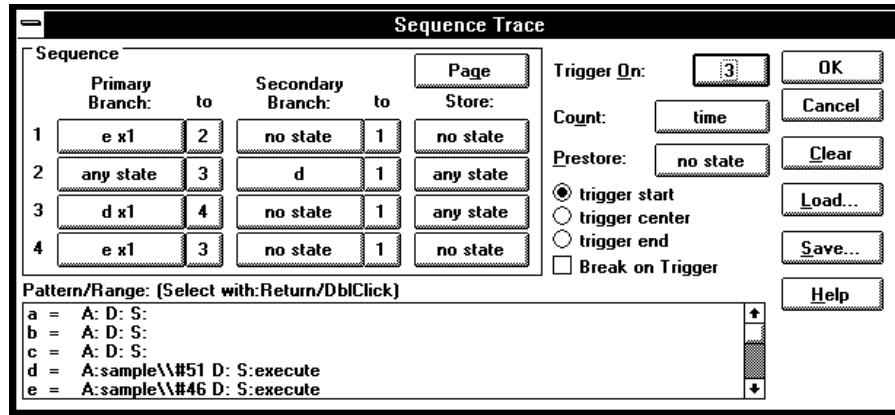 Sequence Trace
Sequence
Page
Primary Branch: to Secondary Branch: to Store:
1 e x1 2 no state 1 no state
2 any state 3 d 1 any state
3 d x1 4 no state 1 any state
4 e x1 3 no state 1 no state
Trigger On: 3
Count: time
Prestore: no state
trigger start
trigger center
trigger end
Break on Trigger
OK
Cancel
Clear
Load...
Save...
Help
Pattern/Range: (Select with:Return/DblClick)
a = A: D: S:
b = A: D: S:
c = A: D: S:
d = A:sample\\#51 D: S:execute
e = A:sample\\#46 D: S:execute